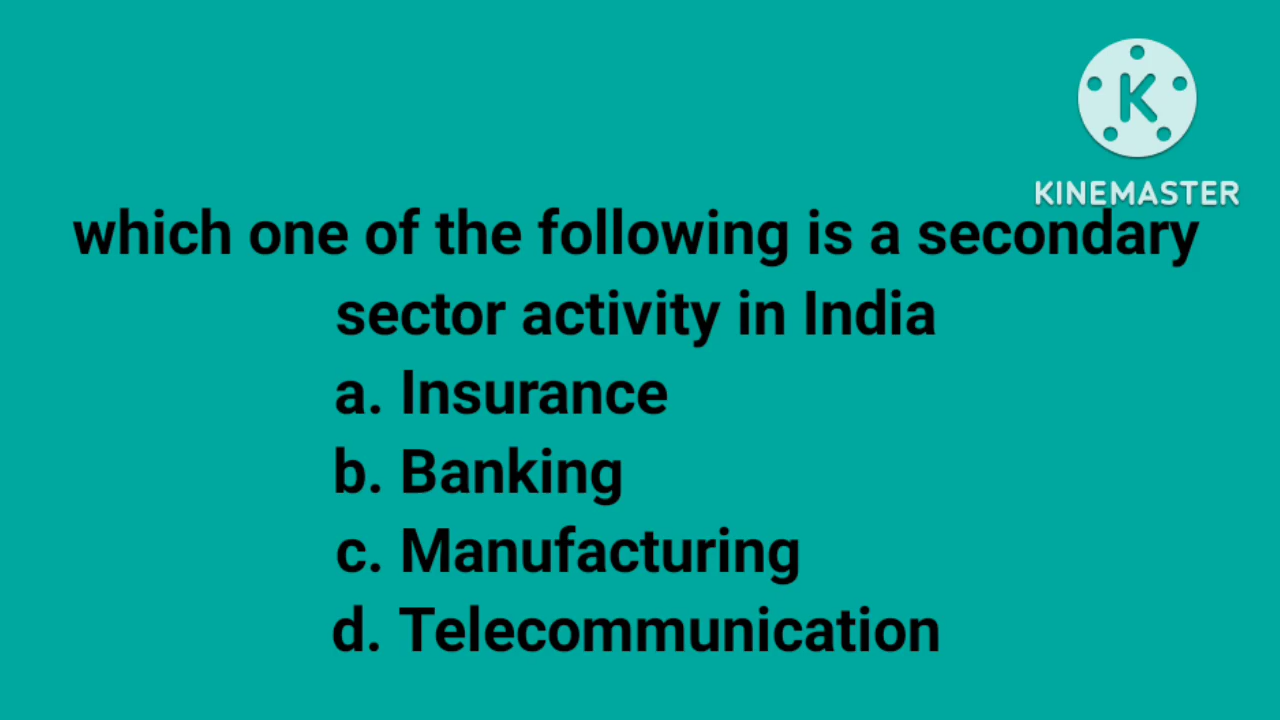 K
KINEMASTER
which one of the following is a secondary
sector activity in India
a. Insurance
b. Banking
c. Manufacturing
d. Telecommunication